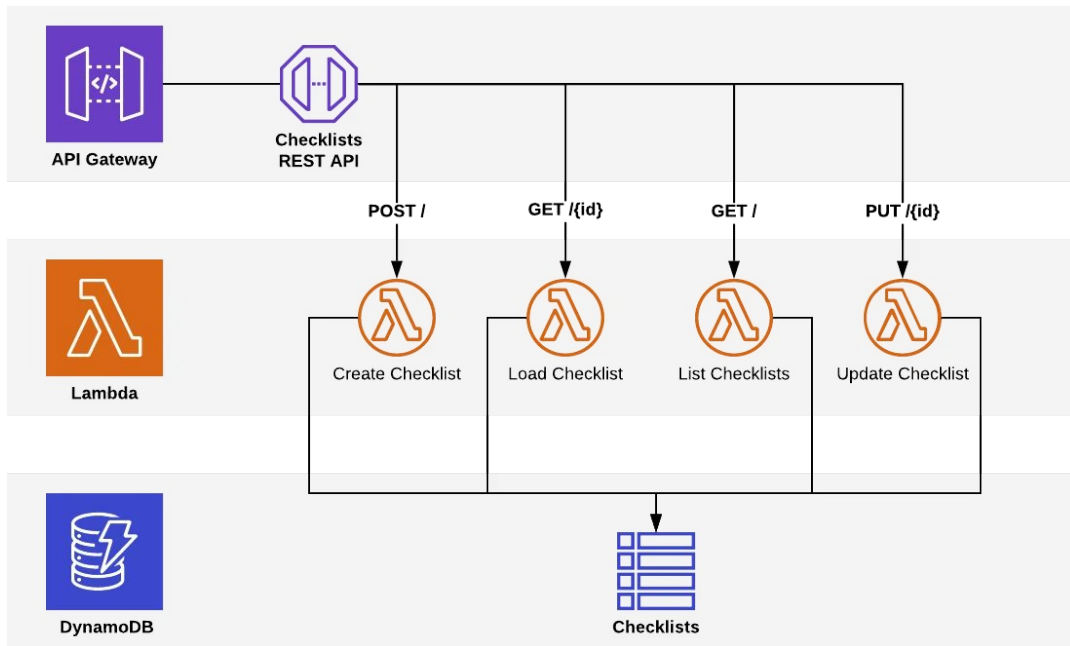 </>
API Gateway
Checklists
REST API
POST /
GET /{id}
GET /
PUT /{id}
Lambda
Create Checklist
Load Checklist
List Checklists
Update Checklist
DynamoDB
Checklists